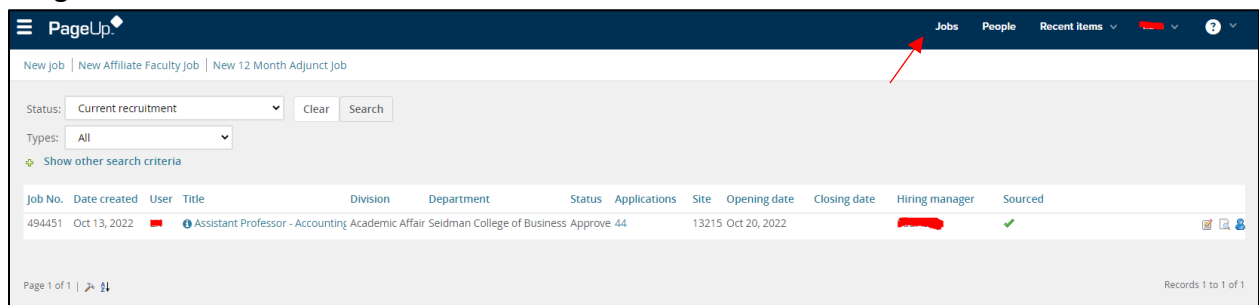 PageUp. Jobs People Recent items ?
New job | New Affiliate Faculty Job | New 12 Month Adjunct Job
Status: Current recruitment Clear Search
Types: All
Show other search criteria
Job No. Date created User Title Division Department Status Applications Site Opening date Closing date Hiring manager Sourced
494451 Oct 13, 2022 Assistant Professor - Accounting Academic Affair Seidman College of Business Approve 44 13215 Oct 20, 2022
Page 1 of 1 | Records 1 to 1 of 1